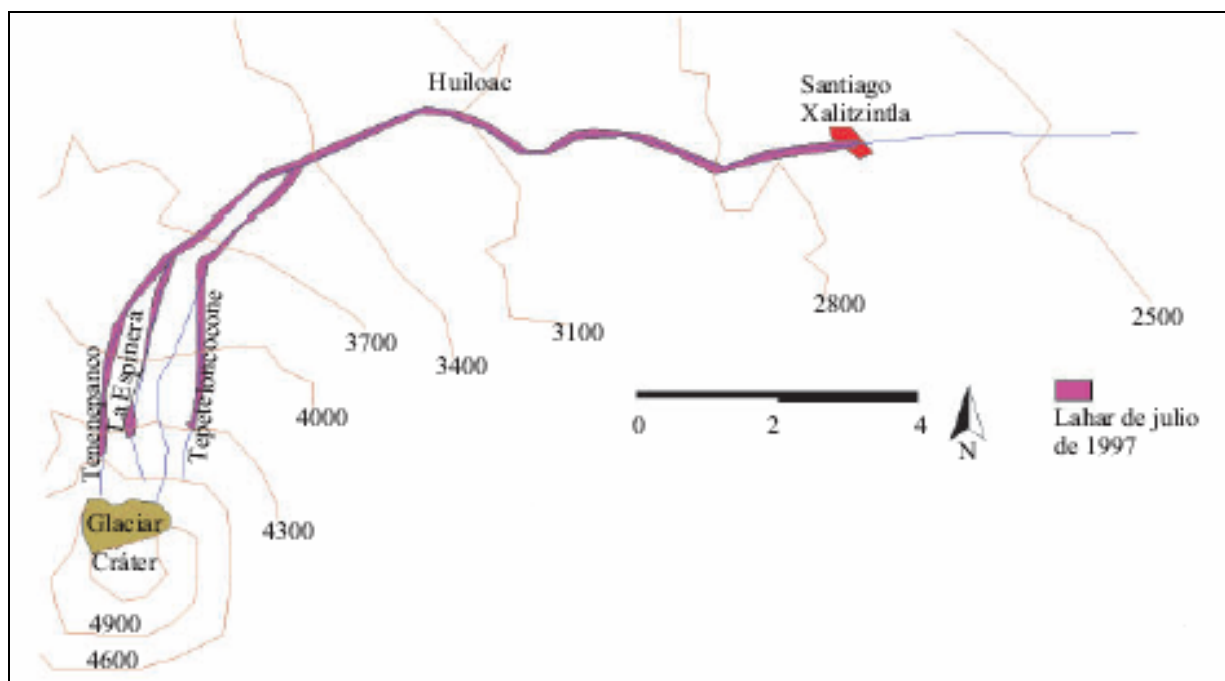 Huiloac
Santiago
Xalitzintla
2800
2500
3100
3700
3400
4000
Tenenepanco
La Espinera
Tepeteloncocone
0 2 4
N
Lahar de julio
de 1997
Glaciar
4300
Cráter
4900
4600